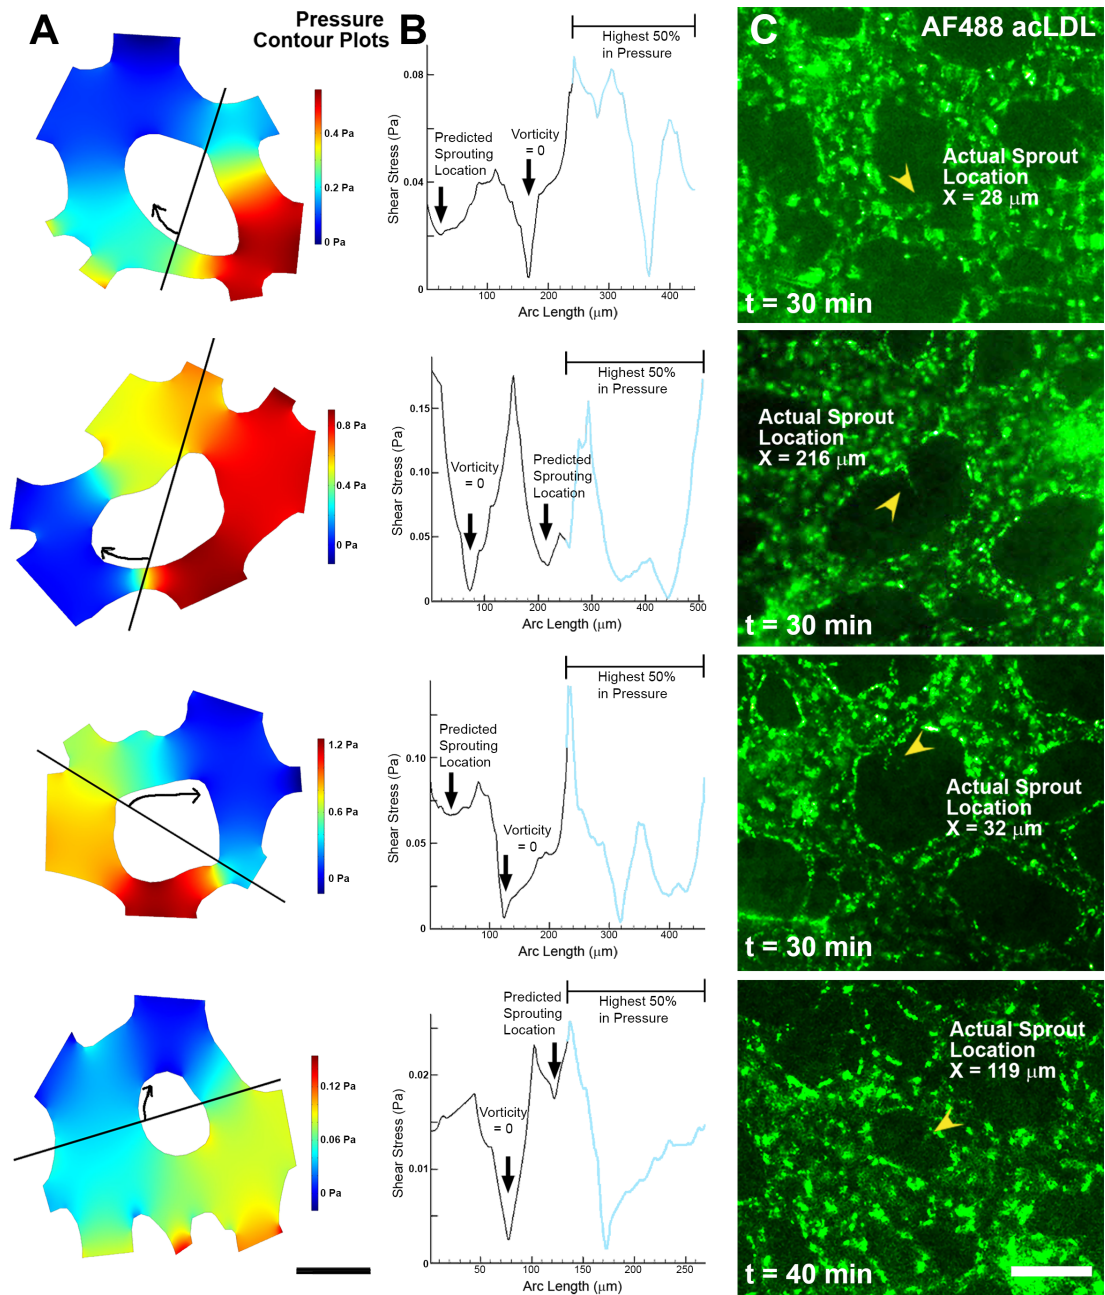 A
Pressure
Contour Plots
0.4 Pa
0.2 Pa
0 Pa
B
Highest 50%
in Pressure
0.08
0.04
0
Shear Stress (Pa)
Predicted
Sprouting
Location
Vorticity
= 0
100 200 300 400
Arc Length (μm)
C
AF488 acLDL
Actual Sprout
Location
X = 28 μm
t = 30 min
0.8 Pa
0.4 Pa
0 Pa
Highest 50%
in Pressure
0.15
0.10
0.05
0
Shear Stress (Pa)
Vorticity
= 0
Predicted
Sprouting
Location
100 200 300 400 500
Arc Length (μm)
Actual Sprout
Location
X = 216 μm
t = 30 min
1.2 Pa
0.6 Pa
0 Pa
Highest 50%
in Pressure
0.10
0.05
0
Shear Stress (Pa)
Predicted
Sprouting
Location
Vorticity
= 0
100 200 300 400
Arc Length (μm)
Actual Sprout
Location
X = 32 μm
t = 30 min
0.12 Pa
0.06 Pa
0 Pa
Predicted
Sprouting
Location
Highest 50%
in Pressure
0.02
0.01
0
Shear Stress (Pa)
Vorticity
= 0
50 100 150 200 250
Arc Length (μm)
Actual Sprout
Location
X = 119 μm
t = 40 min